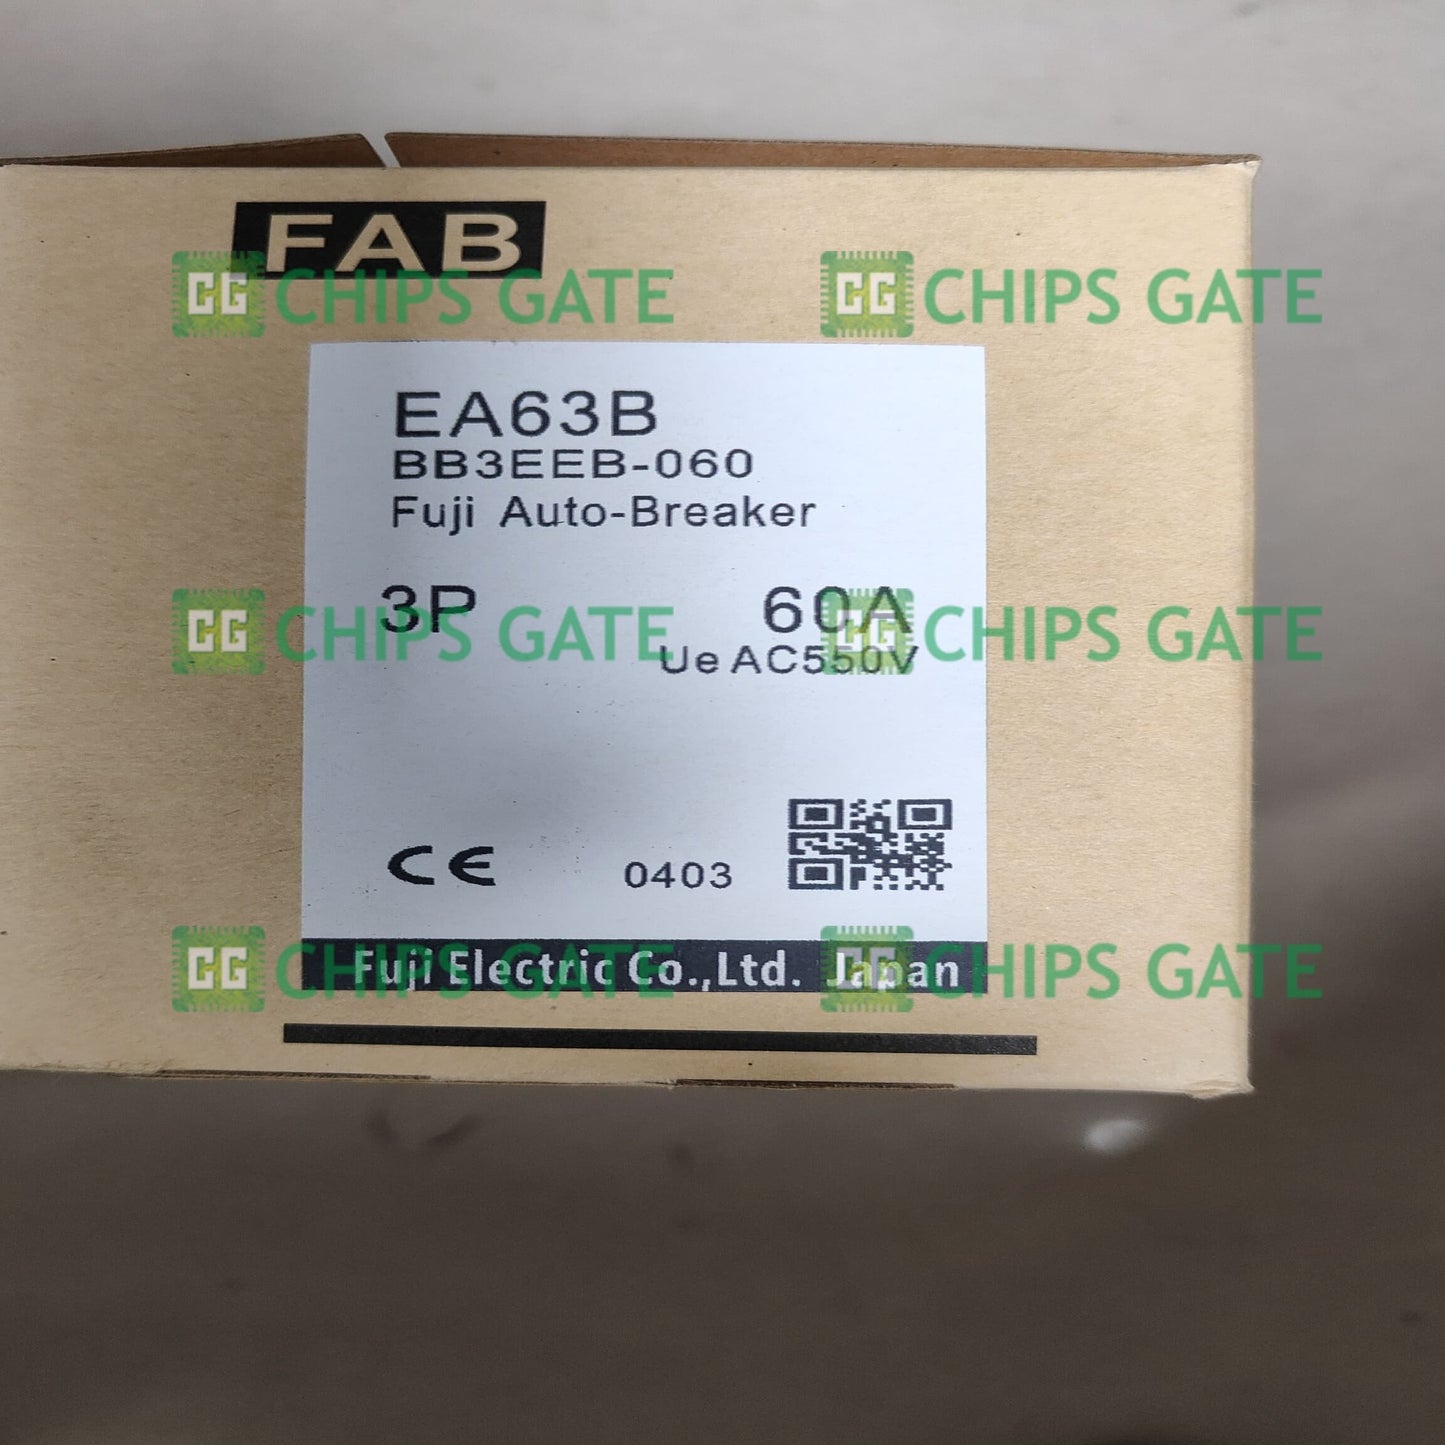 FAB
CG CHIPS GATE CG CHIPS GATE
EA63B
BB3EEB-060
Fuji Auto-Breaker
3P 60A
CG CHIPS GATE CG CHIPS GATE
Ue AC550V
CE 0403
CG CHIPS GATE CG CHIPS GATE
Fuji Electric Co.,Ltd. Japan